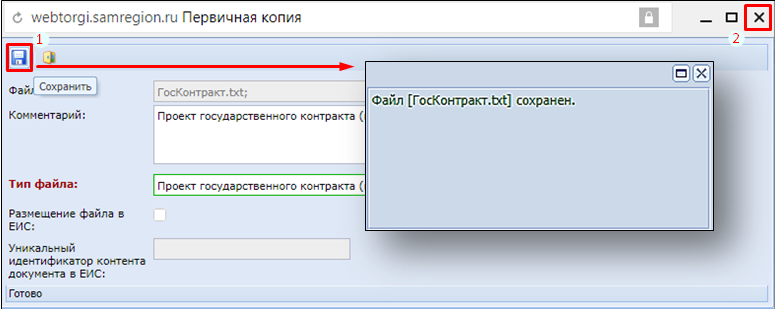 webtorgi.samregion.ru Первичная копия
1
2
Сохранить
Файл [ГосКонтракт.txt] сохранен.
ГосКонтракт.txt;
Комментарий:
Проект государственного контракта (
Тип файла:
Проект государственного контракта (
Размещение файла в
ЕИС:
Уникальный
идентификатор контента
документа в ЕИС:
Готово